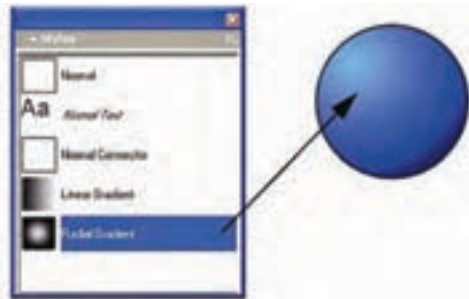 Styles
Normal
Aa Normal Text
Normal Connector
Linear Gradient
Radial Gradient